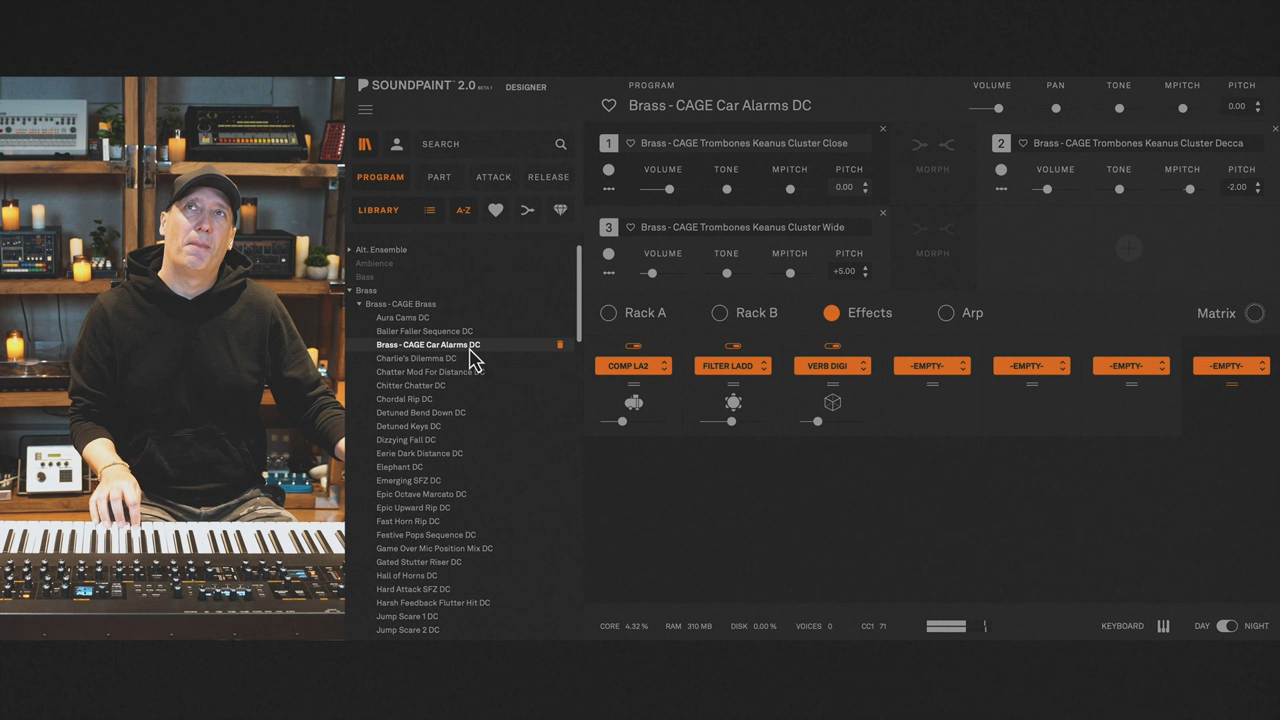 SOUNDPAINT 2.0 BETA 1 DESIGNER
SEARCH
PROGRAM PART ATTACK RELEASE
LIBRARY A-Z
Alt. Ensemble
Ambience
Bass
Brass
Brass - CAGE Brass
Aura Cams DC
Baller Faller Sequence DC
Brass - CAGE Car Alarms DC
Charlie's Dilemma DC
Chatter Mod For Distance DC
Chitter Chatter DC
Chordal Rip DC
Detuned Bend Down DC
Detuned Keys DC
Dizzying Fall DC
Eerie Dark Distance DC
Elephant DC
Emerging SFZ DC
Epic Octave Marcato DC
Epic Upward Rip DC
Fast Horn Rip DC
Festive Pops Sequence DC
Game Over Mic Position Mix DC
Gated Stutter Riser DC
Hall of Horns DC
Hard Attack SFZ DC
Harsh Feedback Flutter Hit DC
Jump Scare 1 DC
Jump Scare 2 DC
PROGRAM
Brass - CAGE Car Alarms DC
VOLUME PAN TONE MPITCH PITCH
0.00
1 Brass - CAGE Trombones Keanus Cluster Close
VOLUME TONE MPITCH PITCH
0.00
MORPH
2 Brass - CAGE Trombones Keanus Cluster Decca
VOLUME TONE MPITCH PITCH
-2.00
3 Brass - CAGE Trombones Keanus Cluster Wide
VOLUME TONE MPITCH PITCH
+5.00
MORPH
Rack A Rack B Effects Arp Matrix
COMP LA2 FILTER LADD VERB DIGI -EMPTY- -EMPTY- -EMPTY- -EMPTY-
CORE 4.32 % RAM 310 MB DISK 0.00 % VOICES 0 CC1 71 KEYBOARD DAY NIGHT